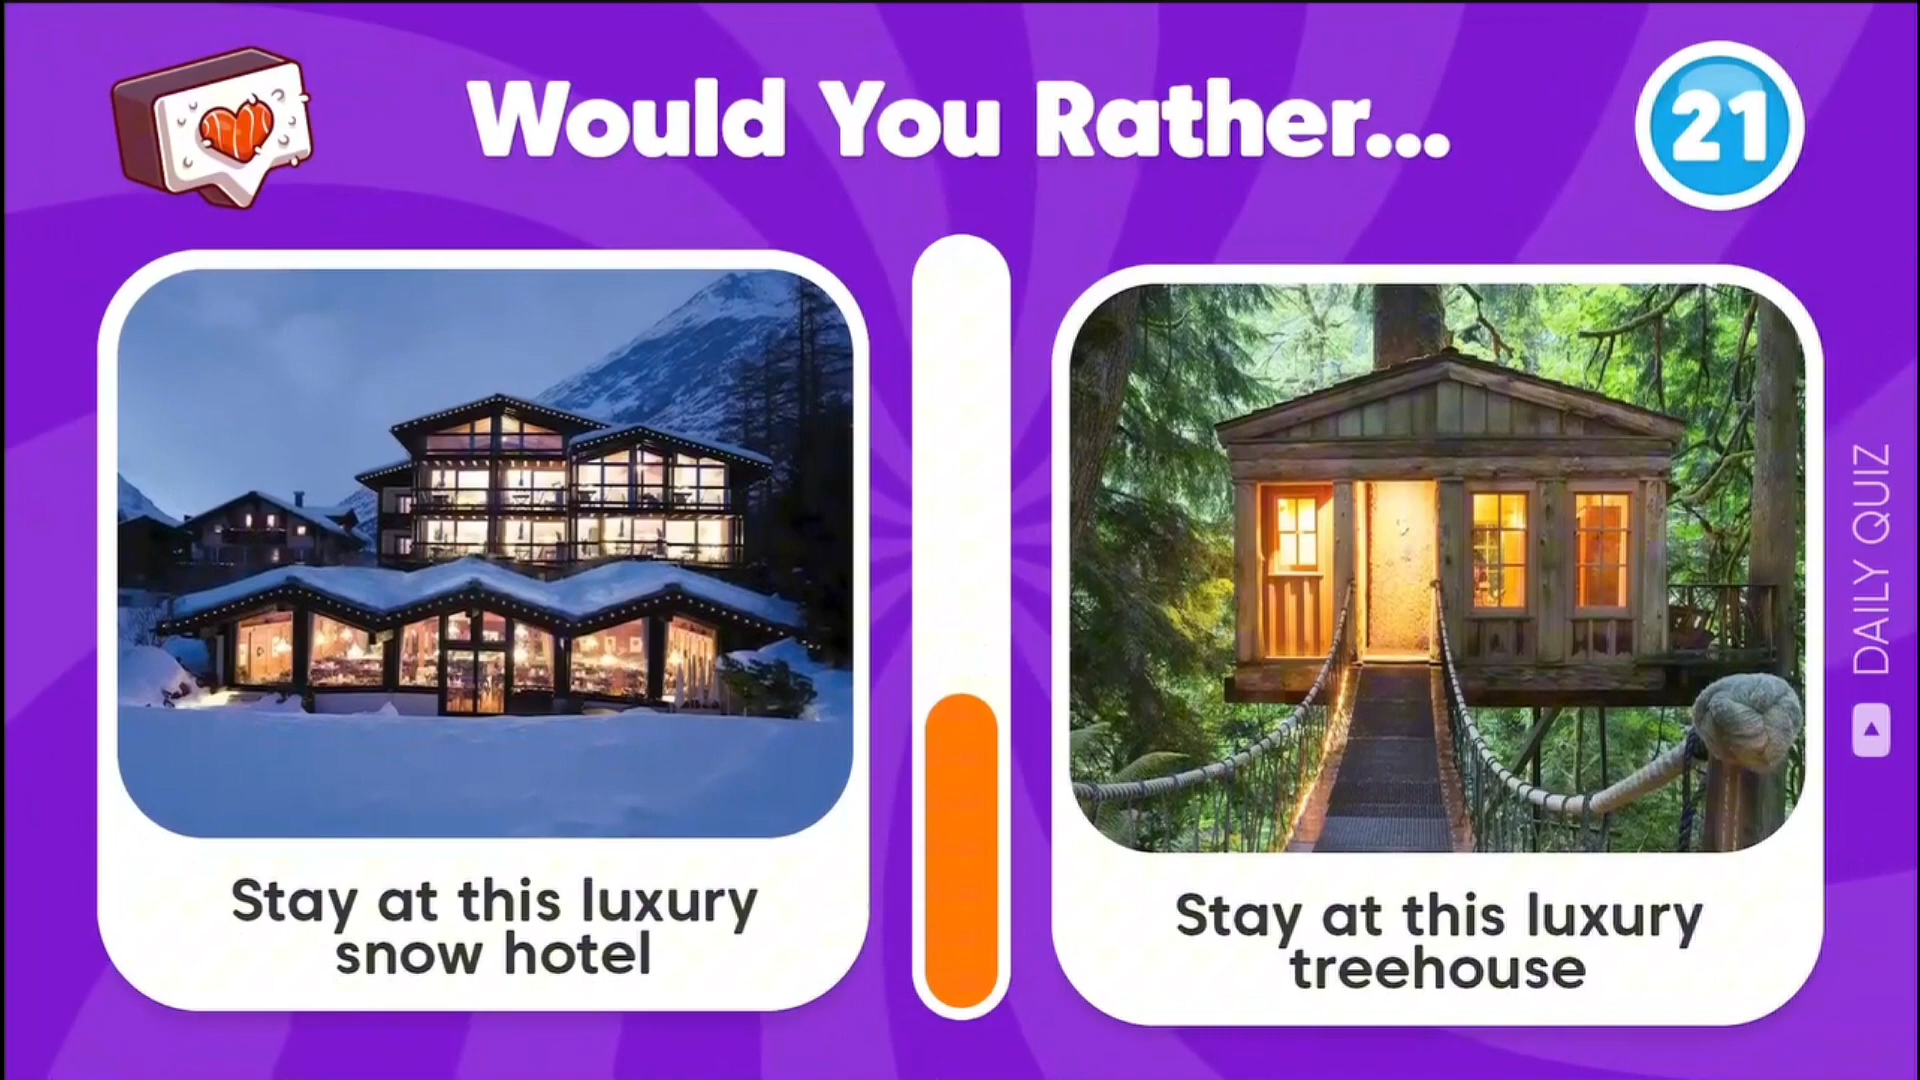 Would You Rather...
21
Stay at this luxury
snow hotel
Stay at this luxury
treehouse
DAILY QUIZ